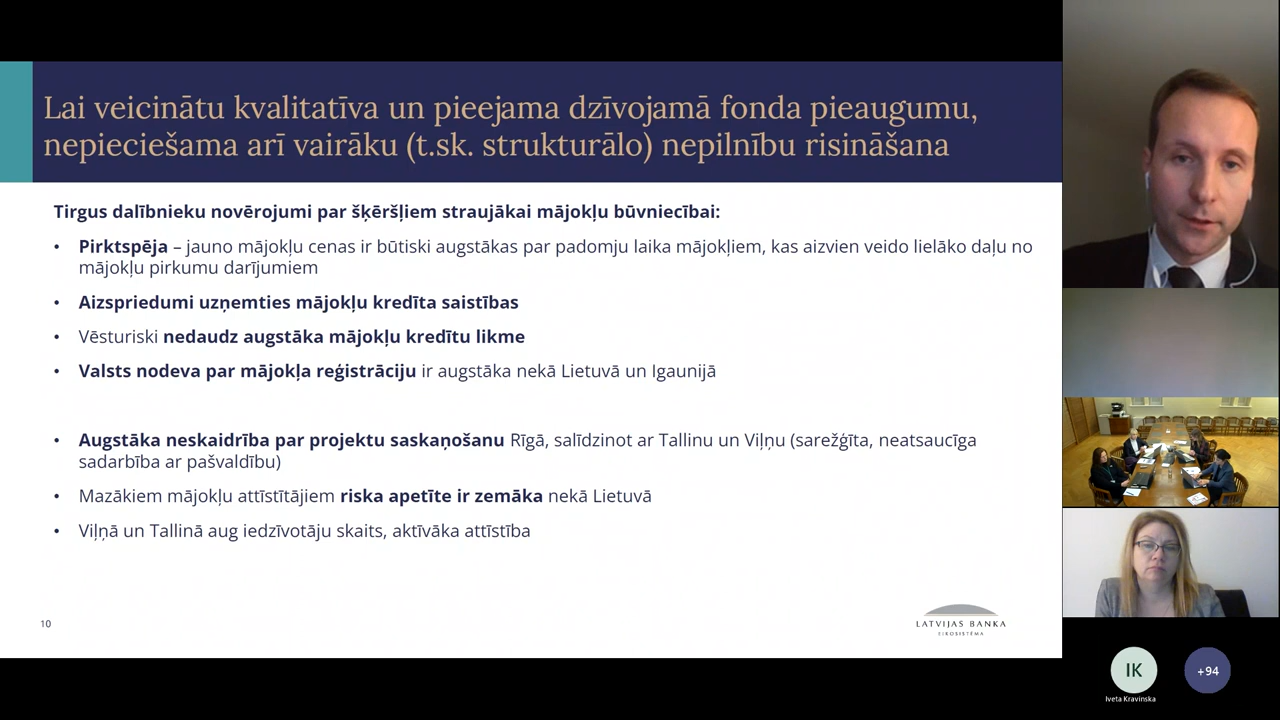 Lai veicinātu kvalitatīva un pieejama dzīvojamā fonda pieaugumu,
nepieciešama arī vairāku (t.sk. strukturālo) nepilnību risināšana
Tirgus dalībnieku novērojumi par šķēršļiem straujākai mājokļu būvniecībai:
• Pirktspēja – jauno mājokļu cenas ir būtiski augstākas par padomju laika mājokļiem, kas aizvien veido lielāko daļu no
mājokļu pirkumu darījumiem
• Aizspriedumi uzņemties mājokļu kredīta saistības
• Vēsturiski nedaudz augstāka mājokļu kredītu likme
• Valsts nodeva par mājokļa reģistrāciju ir augstāka nekā Lietuvā un Igaunijā
• Augstāka neskaidrība par projektu saskaņošanu Rīgā, salīdzinot ar Tallinu un Viļņu (sarežģīta, neatsaucīga
sadarbība ar pašvaldību)
• Mazākiem mājokļu attīstītājiem riska apetīte ir zemāka nekā Lietuvā
• Viļņā un Tallinā aug iedzīvotāju skaits, aktīvāka attīstība
10
LATVIJAS BANKA
EIROSISTĒMA
IK
Iveta Kravinska
+94